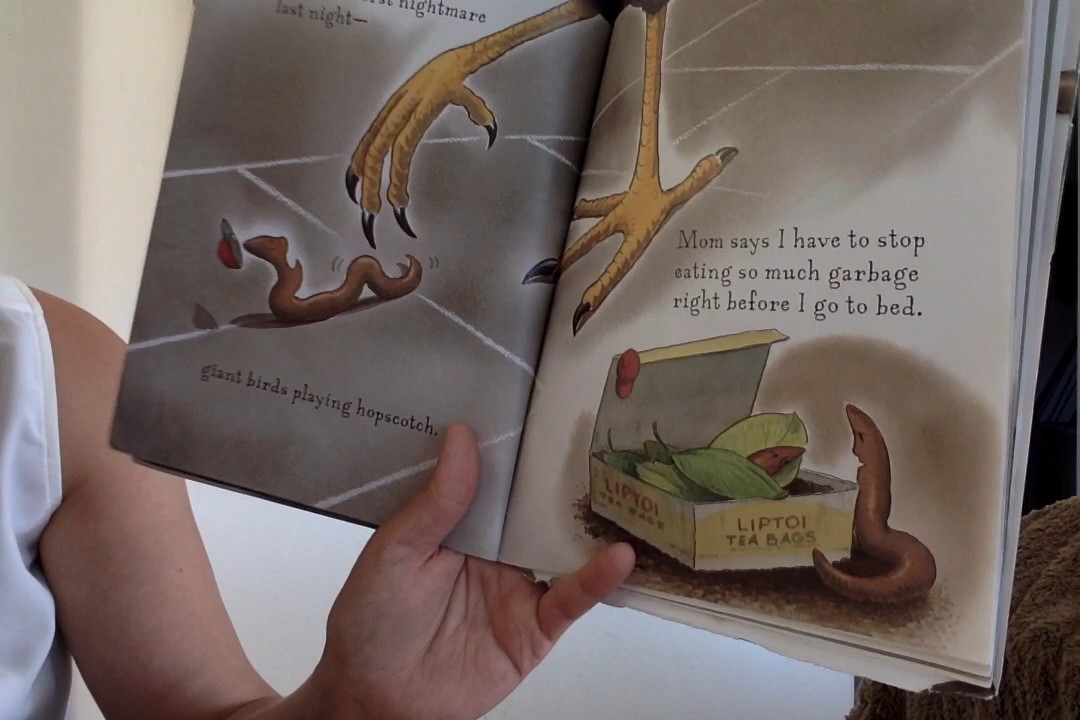 nightmare
last night—
giant birds playing hopscotch.
Mom says I have to stop
eating so much garbage
right before I go to bed.
LIPTOI
TEA BAGS
LIPTOI
TEA BAGS